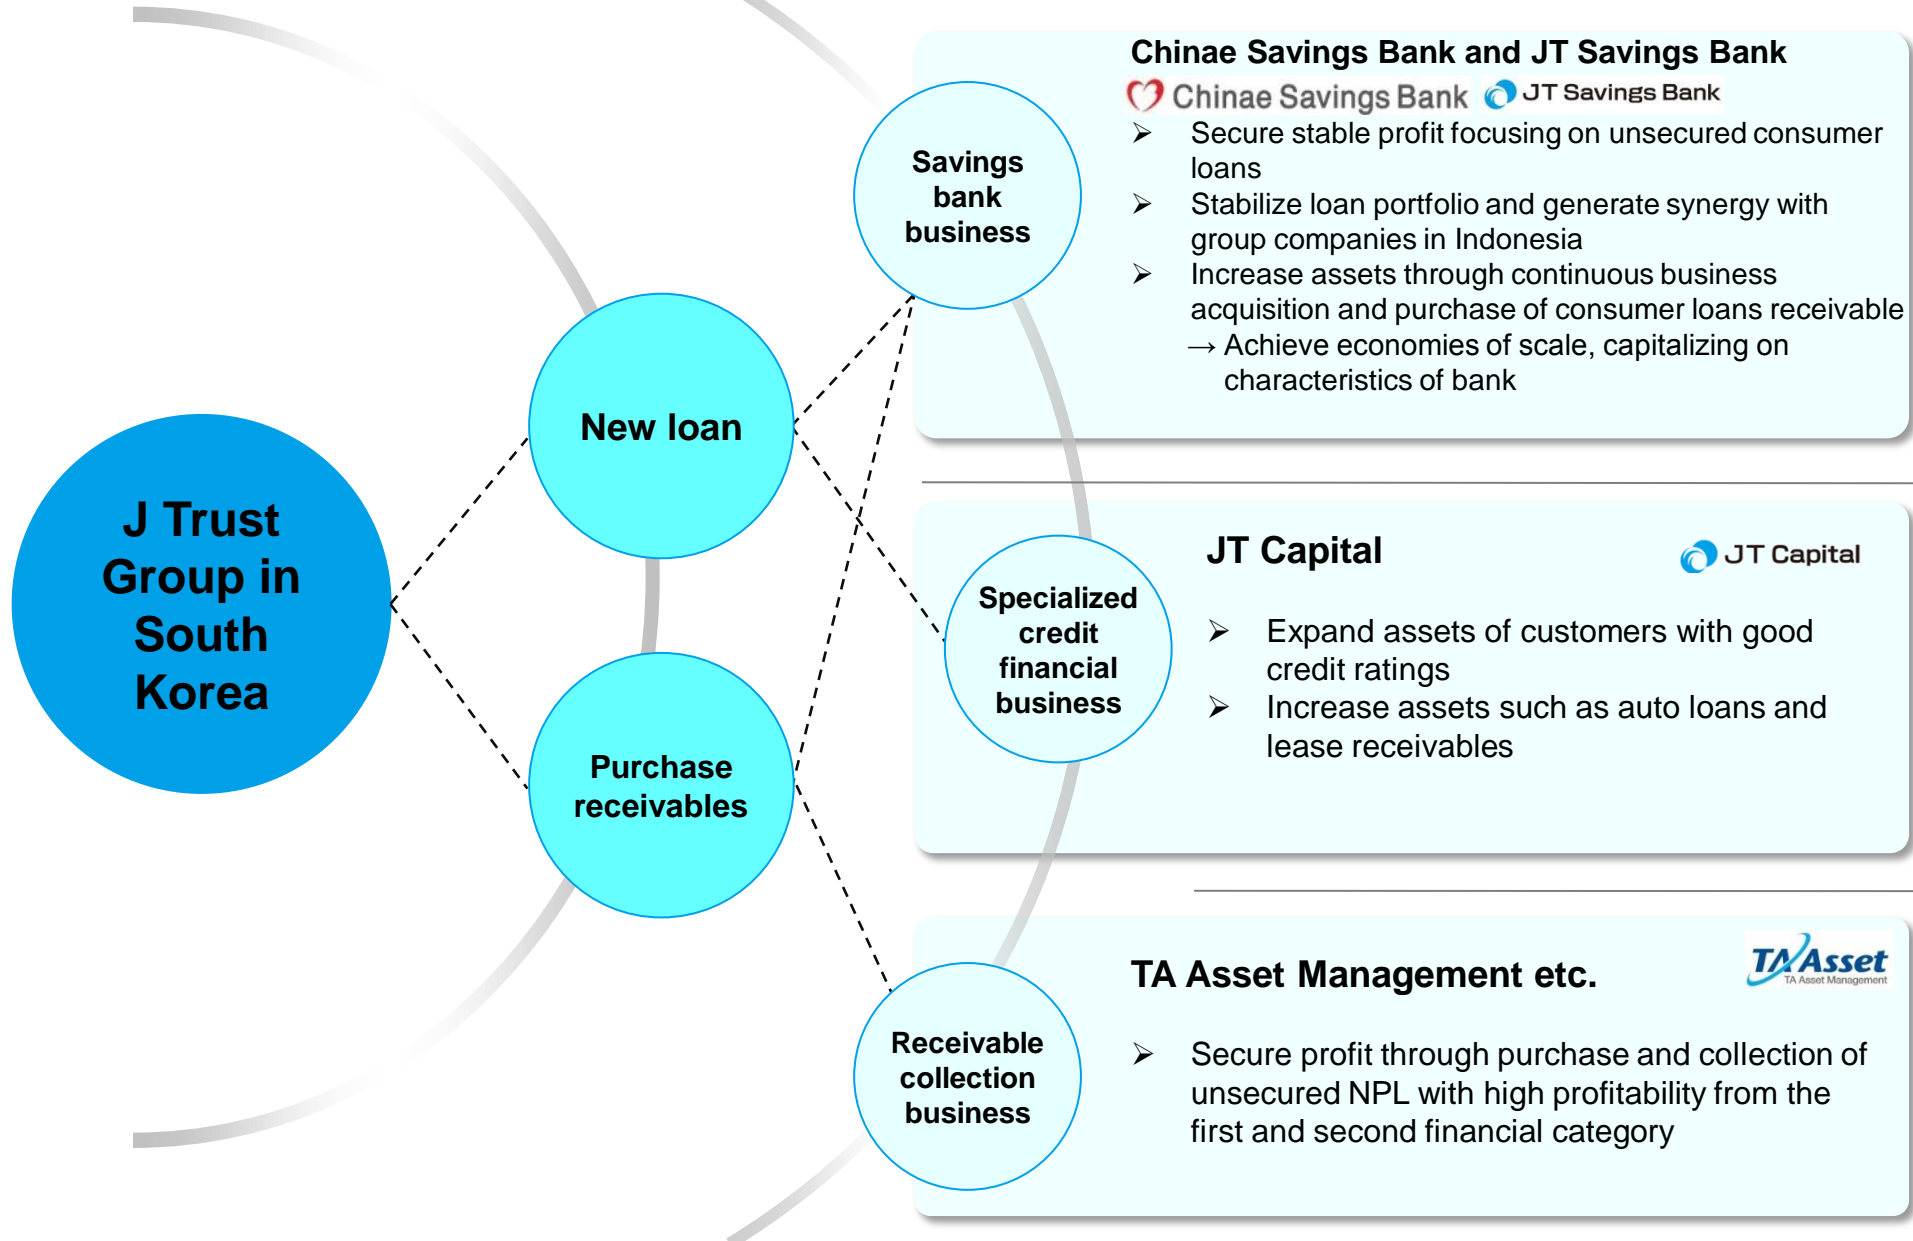 J Trust
Group in
South
Korea
New loan
Purchase
receivables
Savings
bank
business
Chinae Savings Bank and JT Savings Bank
Chinae Savings Bank JT Savings Bank
➢ Secure stable profit focusing on unsecured consumer
loans
➢ Stabilize loan portfolio and generate synergy with
group companies in Indonesia
➢ Increase assets through continuous business
acquisition and purchase of consumer loans receivable
→ Achieve economies of scale, capitalizing on
characteristics of bank
Specialized
credit
financial
business
JT Capital
JT Capital
➢ Expand assets of customers with good
credit ratings
➢ Increase assets such as auto loans and
lease receivables
Receivable
collection
business
TA Asset Management etc.
TA Asset
TA Asset Management
➢ Secure profit through purchase and collection of
unsecured NPL with high profitability from the
first and second financial category